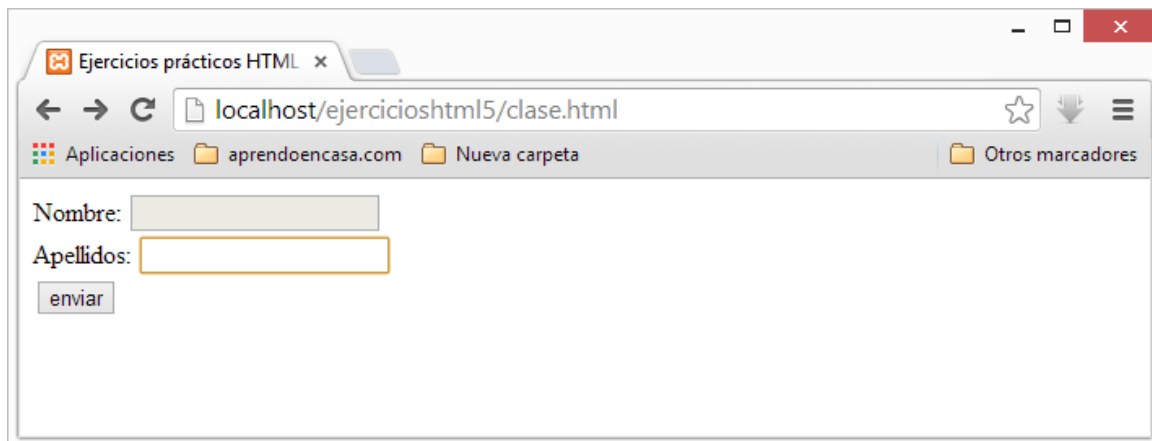 Ejercicios prácticos HTML
localhost/ejercicioshtml5/clase.html
Aplicaciones aprendoencasa.com Nueva carpeta Otros marcadores
Nombre:
Apellidos:
enviar